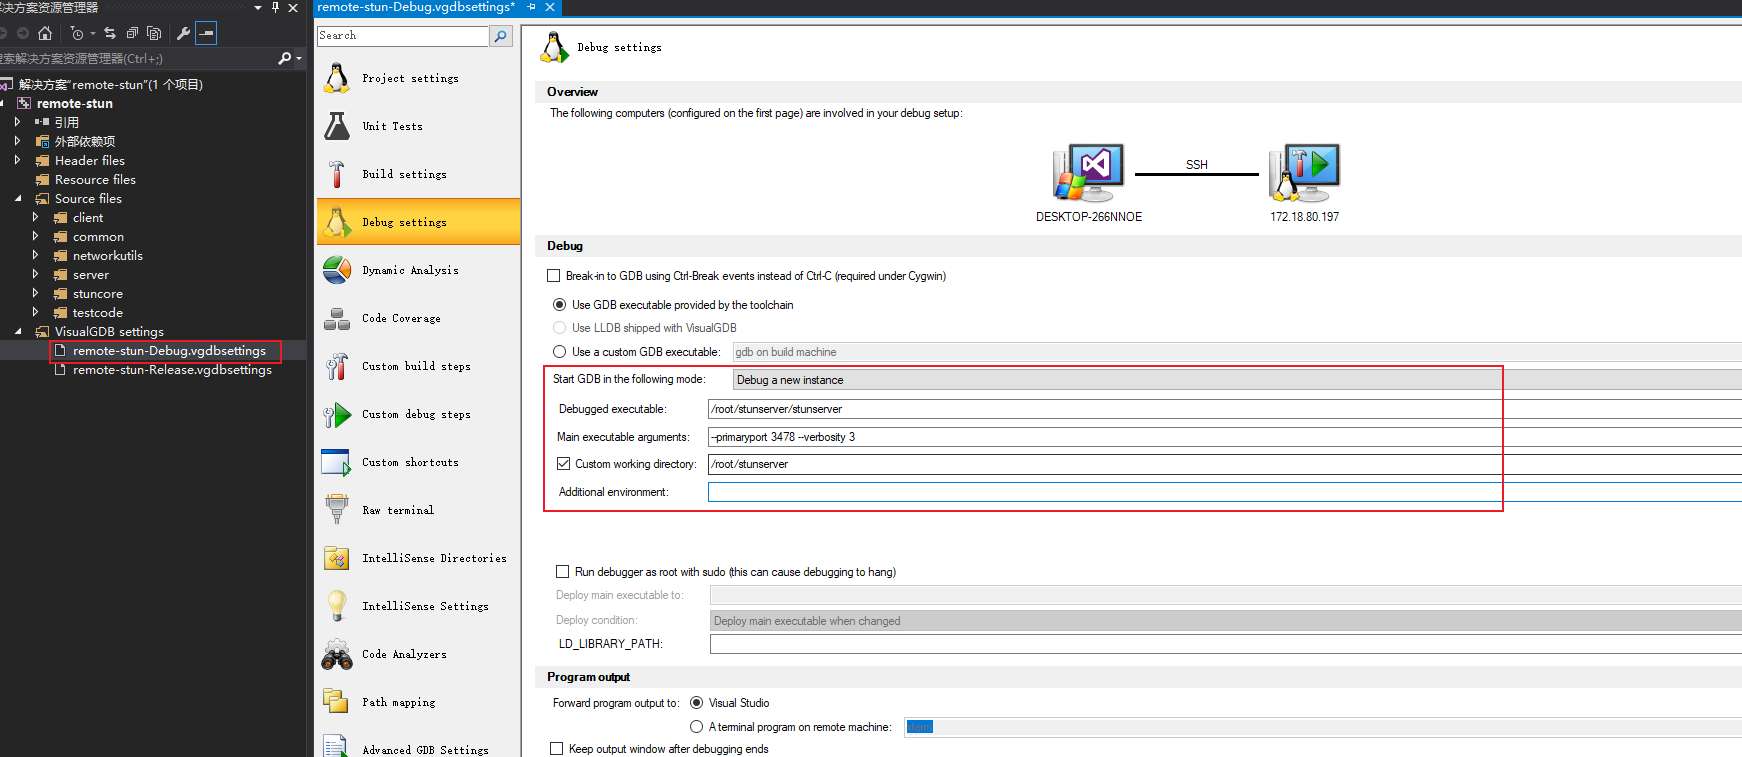 解决方案资源管理器
搜索解决方案资源管理器(Ctrl+;)
解决方案"remote-stun"(1 个项目)
remote-stun
引用
外部依赖项
Header files
Resource files
Source files
client
common
networkutils
server
stuncore
testcode
VisualGDB settings
remote-stun-Debug.vgdbsettings
remote-stun-Release.vgdbsettings
remote-stun-Debug.vgdbsettings*
Search
Project settings
Unit Tests
Build settings
Debug settings
Dynamic Analysis
Code Coverage
Custom build steps
Custom debug steps
Custom shortcuts
Raw terminal
IntelliSense Directories
IntelliSense Settings
Code Analyzers
Path mapping
Advanced GDB Settings
Debug settings
Overview
The following computers (configured on the first page) are involved in your debug setup:
SSH
DESKTOP-266NNOE
172.18.80.197
Debug
Break-in to GDB using Ctrl-Break events instead of Ctrl-C (required under Cygwin)
Use GDB executable provided by the toolchain
Use LLDB shipped with VisualGDB
Use a custom GDB executable: gdb on build machine
Start GDB in the following mode: Debug a new instance
Debugged executable: /root/stunserver/stunserver
Main executable arguments: --primaryport 3478 --verbosity 3
Custom working directory: /root/stunserver
Additional environment:
Run debugger as root with sudo (this can cause debugging to hang)
Deploy main executable to:
Deploy condition: Deploy main executable when changed
LD_LIBRARY_PATH:
Program output
Forward program output to: Visual Studio
A terminal program on remote machine:
Keep output window after debugging ends